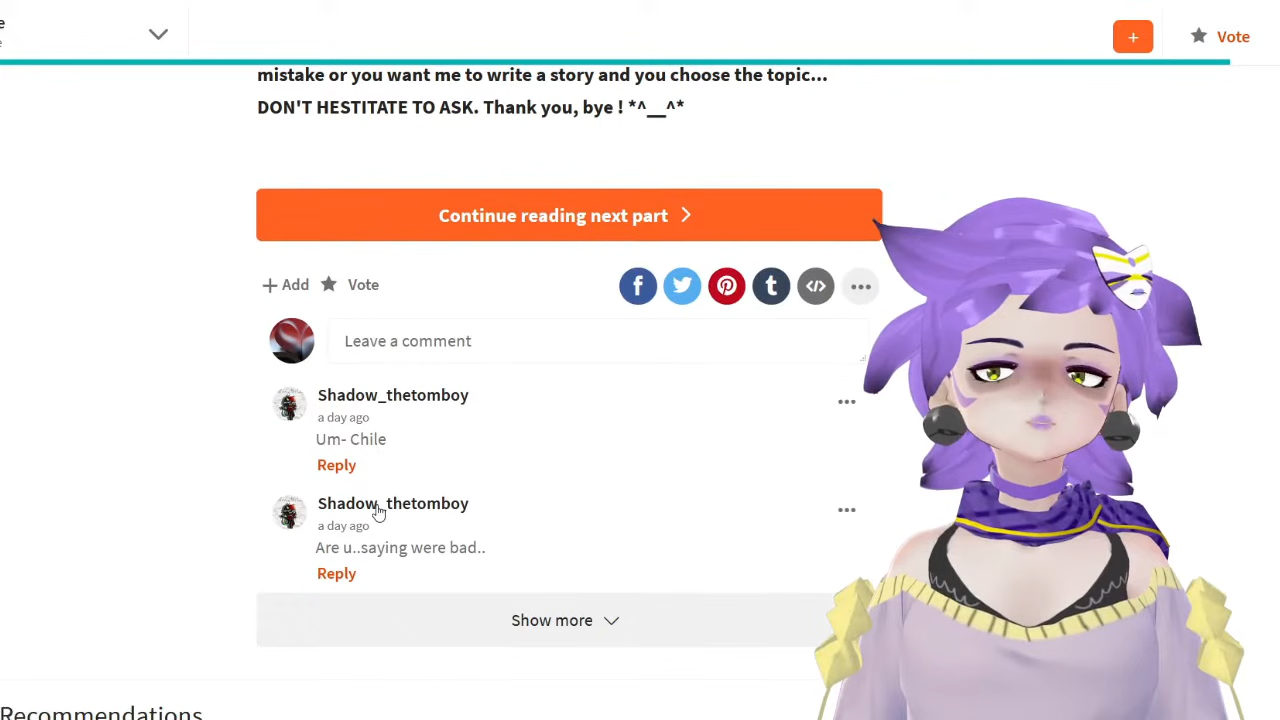 e
Vote
mistake or you want me to write a story and you choose the topic...
DON'T HESTITATE TO ASK. Thank you, bye ! *^__^*
Continue reading next part
Add
Vote
Leave a comment
Shadow_thetomboy
a day ago
Um- Chile
Reply
Shadow_thetomboy
a day ago
Are u..saying were bad..
Reply
Show more
Recommendations